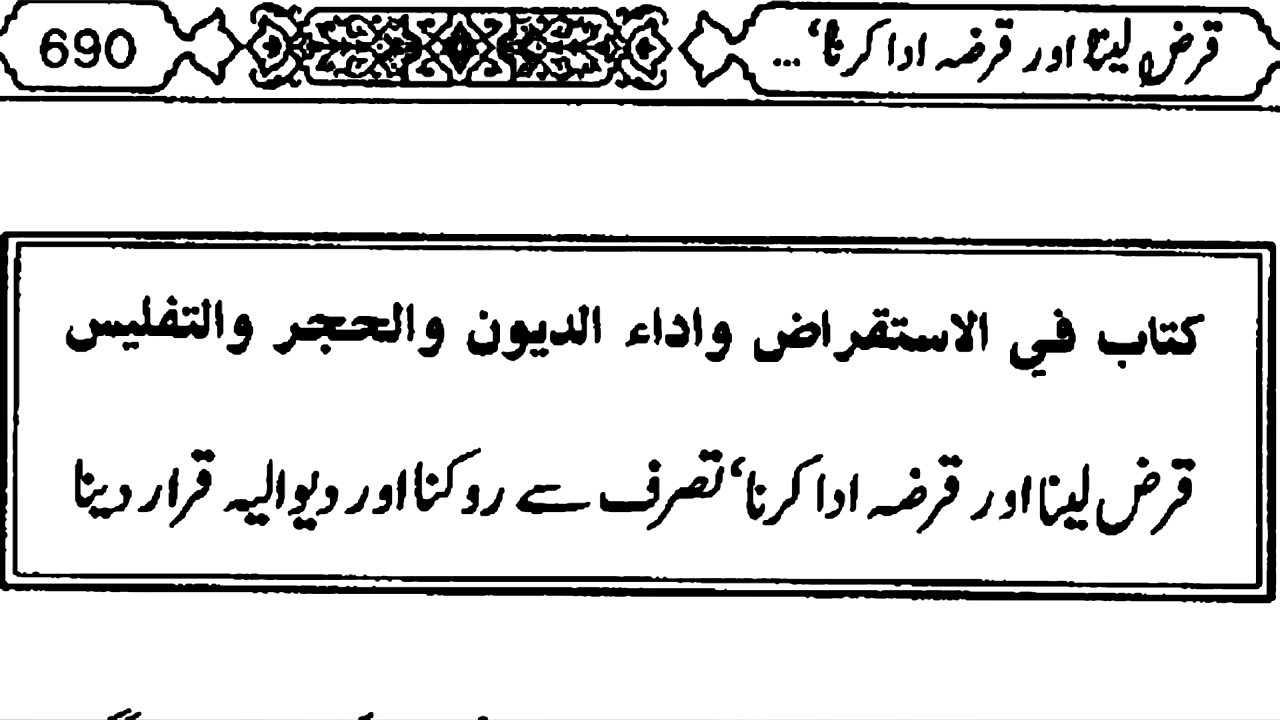 قرض لینا اور قرضہ ادا کرنا‘ ...
690
كتاب في الاستقراض واداء الديون والحجر والتفليس
قرض لینا اور قرضہ ادا کرنا‘ تصرف سے روکنا اور دیوالیہ قرار دینا